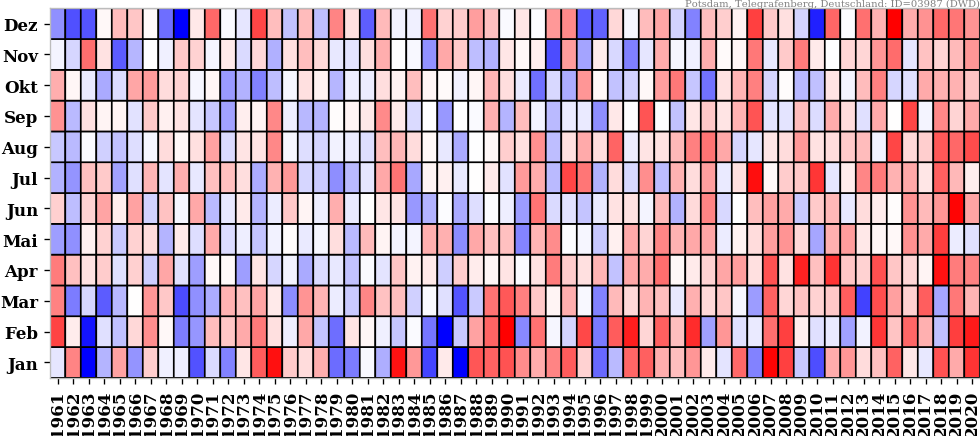 Potsdam, Telegrafenberg, Deutschland: ID=03987 (DWD)
Dez
Nov
Okt
Sep
Aug
Jul
Jun
Mai
Apr
Mar
Feb
Jan
1961 1962 1963 1964 1965 1966 1967 1968 1969 1970 1971 1972 1973 1974 1975 1976 1977 1978 1979 1980 1981 1982 1983 1984 1985 1986 1987 1988 1989 1990 1991 1992 1993 1994 1995 1996 1997 1998 1999 2000 2001 2002 2003 2004 2005 2006 2007 2008 2009 2010 2011 2012 2013 2014 2015 2016 2017 2018 2019 2020